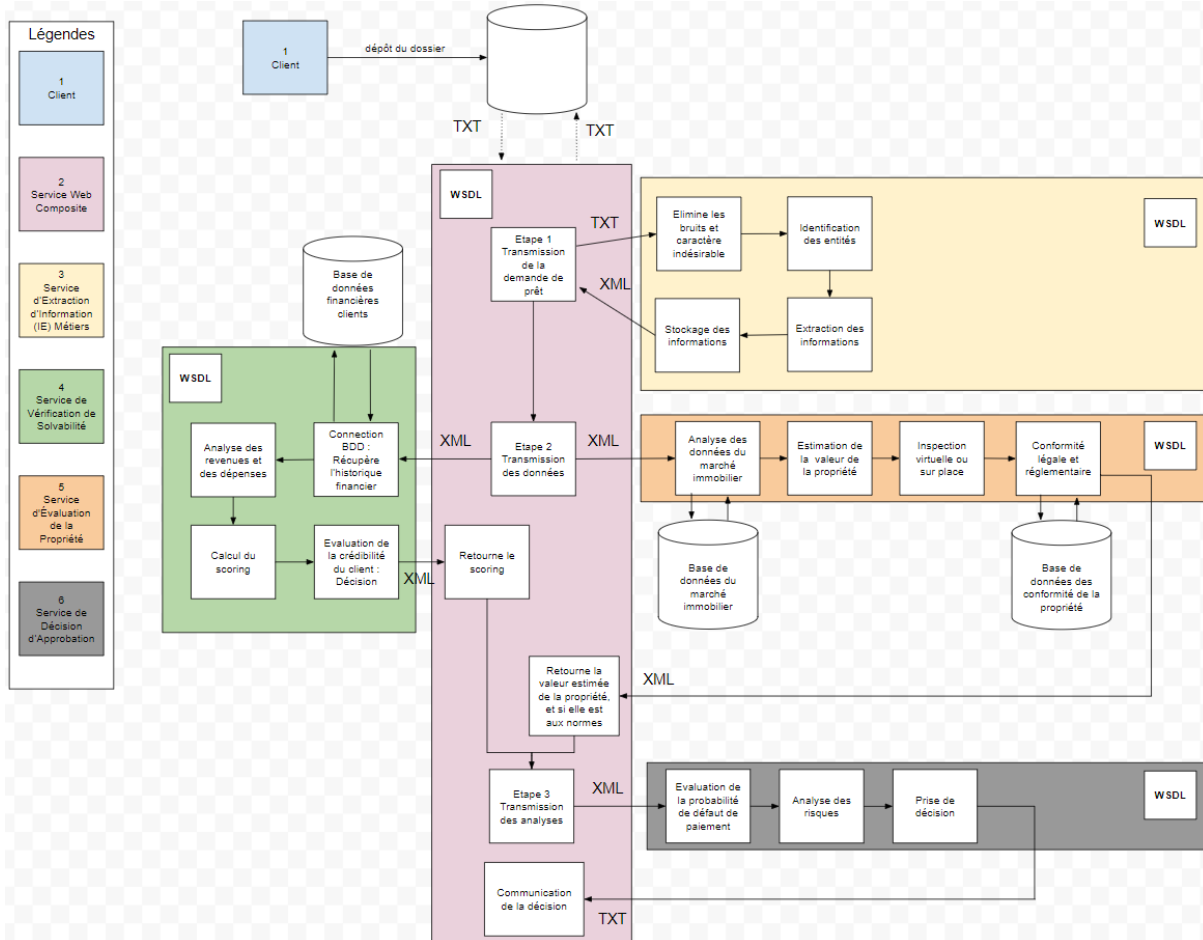 Légendes
1
Client
2
Service Web
Composite
3
Service
d'Extraction
d'Information
(IE) Métiers
4
Service de
Vérification de
Solvabilité
5
Service
d'Évaluation
de la
Propriété
6
Service de
Décision
d'Approbation
1
Client
dépôt du dossier
TXT
TXT
WSDL
Etape 1
Transmission
de la
demande de
prêt
TXT
XML
Elimine les
bruits et
caractère
indésirable
Identification
des entités
WSDL
Stockage des
informations
Extraction des
informations
Base de
données
financières
clients
WSDL
Analyse des
revenues et
des dépenses
Connection
BDD :
Récupère
l'historique
financier
XML
Etape 2
Transmission
des données
XML
Analyse des
données du
marché
immobilier
Estimation de
la valeur de
la propriété
Inspection
virtuelle ou
sur place
Conformité
légale et
réglementaire
WSDL
Calcul du
scoring
Evaluation de
la crédibilité
du client :
Décision
XML
Retourne le
scoring
Base de
données du
marché
immobilier
Base de
données des
conformité de la
propriété
Retourne la
valeur estimée
de la propriété,
et si elle est
aux normes
XML
Etape 3
Transmission
des analyses
XML
Evaluation de
la probabilité
de défaut de
paiement
Analyse des
risques
Prise de
décision
WSDL
Communication
de la décision
TXT